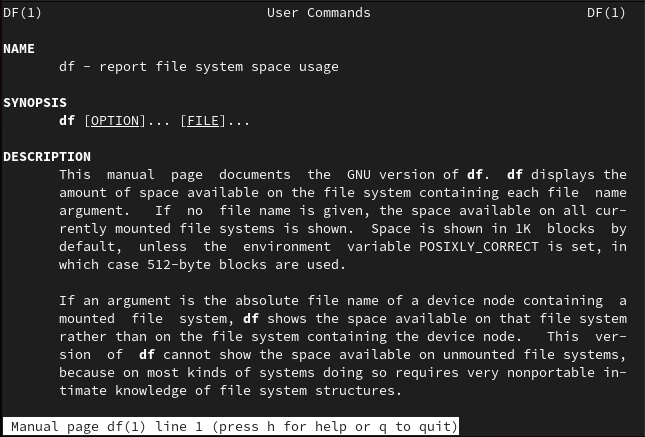 DF(1)                            User Commands                           DF(1)
NAME
       df - report file system space usage
SYNOPSIS
       df [OPTION]... [FILE]...
DESCRIPTION
       This  manual  page  documents  the  GNU version of df.  df displays the
       amount of space available on the file system containing each file  name
       argument.   If  no  file name is given, the space available on all cur‐
       rently mounted file systems is shown.  Space is shown in 1K  blocks  by
       default,  unless  the  environment  variable POSIXLY_CORRECT is set, in
       which case 512-byte blocks are used.
       If an argument is the absolute file name of a device node containing  a
       mounted  file  system, df shows the space available on that file system
       rather than on the file system containing the device node.   This  ver‐
       sion  of  df cannot show the space available on unmounted file systems,
       because on most kinds of systems doing so requires very nonportable in‐
       timate knowledge of file system structures.
 Manual page df(1) line 1 (press h for help or q to quit)